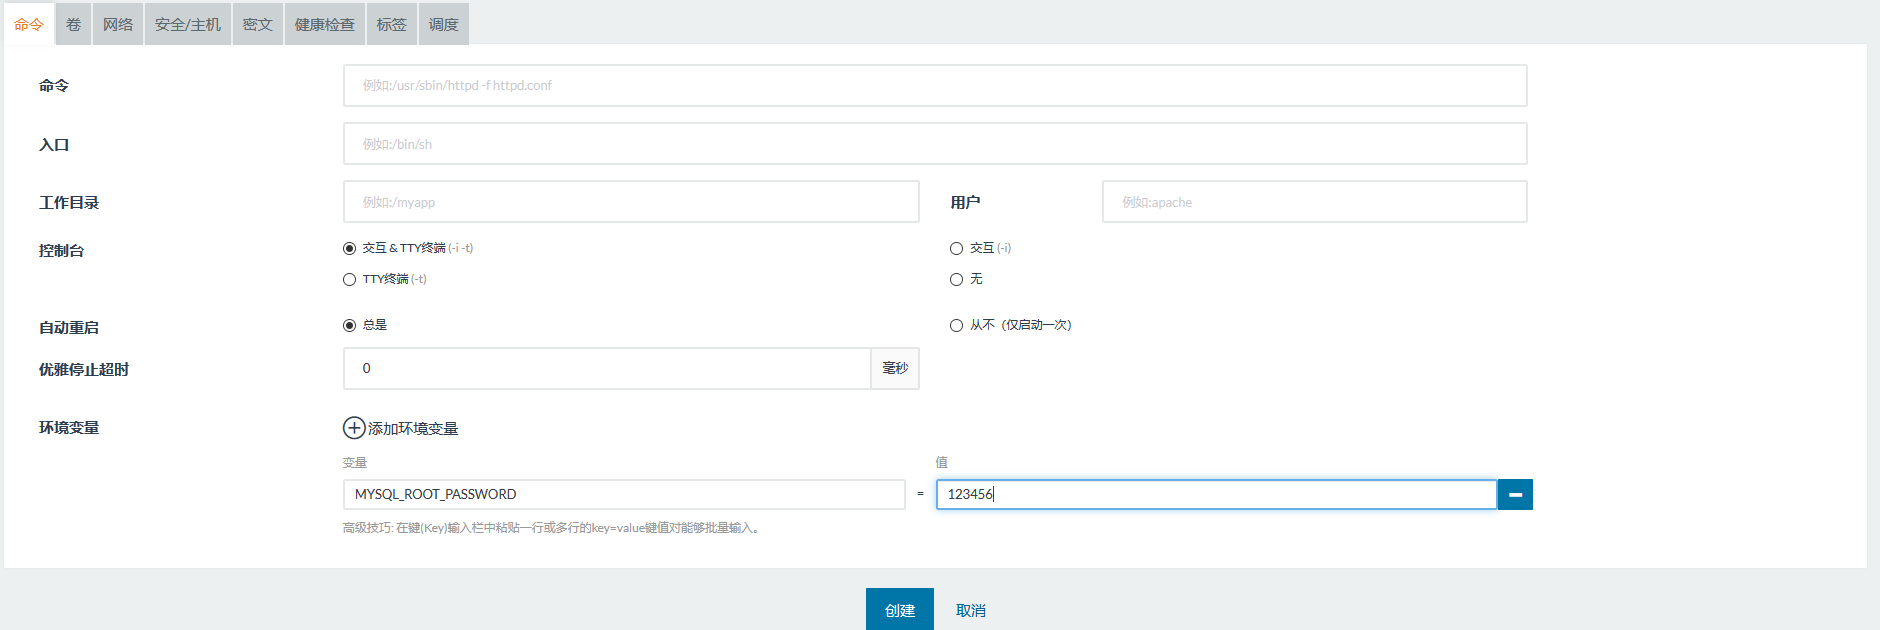 命令 卷 网络 安全/主机 密文 健康检查 标签 调度
命令 例如:/usr/sbin/httpd -f httpd.conf
入口 例如:/bin/sh
工作目录 例如:/myapp 用户 例如:apache
控制台 交互 & TTY终端 (-i -t) 交互 (-i)
TTY终端 (-t) 无
自动重启 总是 从不（仅启动一次）
优雅停止超时 0 毫秒
环境变量 添加环境变量
变量 值
MYSQL_ROOT_PASSWORD = 123456
高级技巧: 在键(Key)输入栏中粘贴一行或多行的key=value键值对能够批量输入。
创建 取消